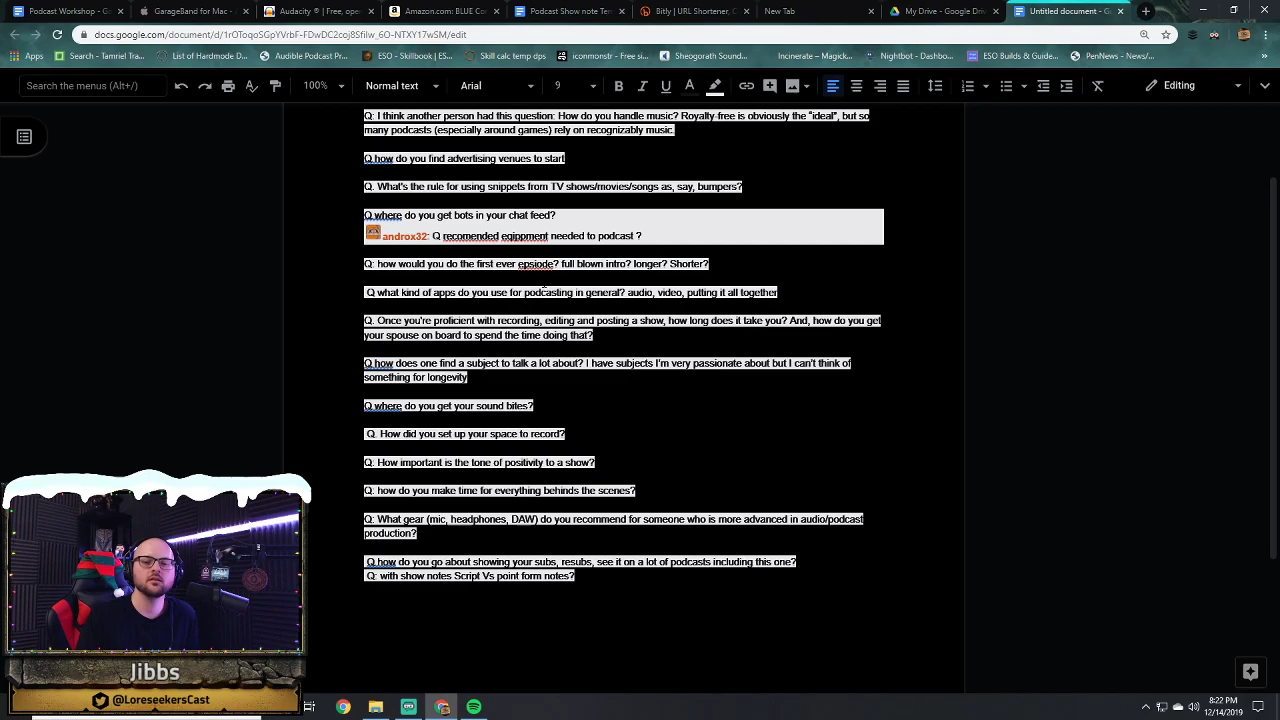 Podcast Workshop - G
GarageBand for Mac -
Audacity ® | Free, open
Amazon.com: BLUE Co
Podcast Show note Tem
Bitly | URL Shortener, C
New Tab
My Drive - Google Driv
Untitled document - G
docs.google.com/document/d/1rOToqoSGpYVrbF-FDwDC2coj8Sfilw_6O-NTXY17wSM/edit
Apps
Search - Tamriel Tra
List of Hardmode D
Audible Podcast Pr
ESO - Skillbook | ES
Skill calc temp dps
iconmonstr - Free si
Sheogorath Sound
Incinerate - Magick
Nightbot - Dashbo
ESO Builds & Guide
PenNews - News/P
Search the menus (Alt+/)
100%
Normal text
Arial
9
B I U A
Editing
Q: I think another person had this question: How do you handle music? Royalty-free is obviously the “ideal”, but so
many podcasts (especially around games) rely on recognizably music.
Q how do you find advertising venues to start
Q. What's the rule for using snippets from TV shows/movies/songs as, say, bumpers?
Q where do you get bots in your chat feed?
androx32: Q recomended eqippment needed to podcast ?
Q: how would you do the first ever epsiode? full blown intro? longer? Shorter?
Q what kind of apps do you use for podcasting in general? audio, video, putting it all together
Q. Once you're proficient with recording, editing and posting a show, how long does it take you? And, how do you get
your spouse on board to spend the time doing that?
Q how does one find a subject to talk a lot about? I have subjects I'm very passionate about but I can't think of
something for longevity
Q where do you get your sound bites?
Q. How did you set up your space to record?
Q: How important is the tone of positivity to a show?
Q: how do you make time for everything behind the scenes?
Q: What gear (mic, headphones, DAW) do you recommend for someone who is more advanced in audio/podcast
production?
Q how do you go about showing your subs, resubs, see it on a lot of podcasts including this one?
Q: with show notes Script Vs point form notes?
Jibbs
@LoreseekersCast
8:22 PM
12/14/2019